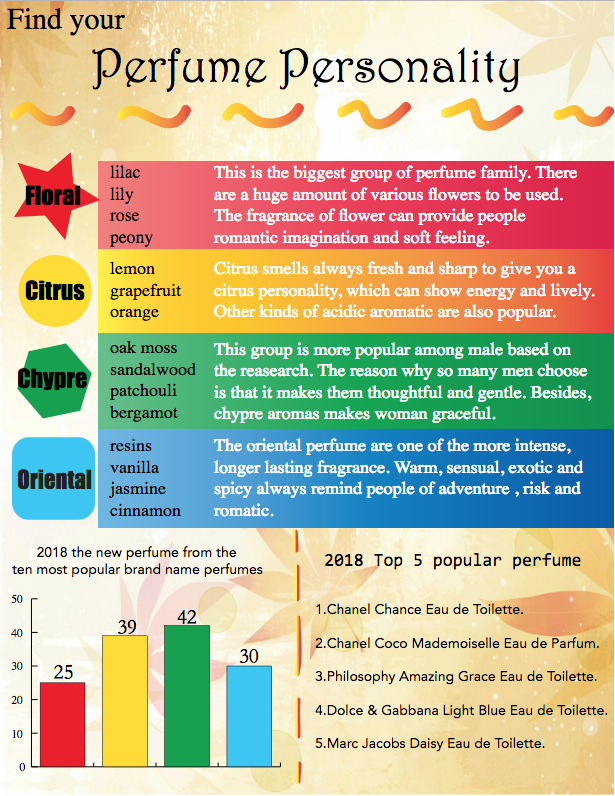 Find your
Perfume Personality
Floral
lilac
lily
rose
peony
This is the biggest group of perfume family. There
are a huge amount of various flowers to be used.
The fragrance of flower can provide people
romantic imagination and soft feeling.
Citrus
lemon
grapefruit
orange
Citrus smells always fresh and sharp to give you a
citrus personality, which can show energy and lively.
Other kinds of acidic aromatic are also popular.
Chypre
oak moss
sandalwood
patchouli
bergamot
This group is more popular among male based on
the reasearch. The reason why so many men choose
is that it makes them thoughtful and gentle. Besides,
chypre aromas makes woman graceful.
Oriental
resins
vanilla
jasmine
cinnamon
The oriental perfume are one of the more intense,
longer lasting fragrance. Warm, sensual, exotic and
spicy always remind people of adventure , risk and
romatic.
2018 the new perfume from the
ten most popular brand name perfumes
50
40
30
20
10
0
25
39
42
30
2018 Top 5 popular perfume
1.Chanel Chance Eau de Toilette.
2.Chanel Coco Mademoiselle Eau de Parfum.
3.Philosophy Amazing Grace Eau de Toilette.
4.Dolce & Gabbana Light Blue Eau de Toilette.
5.Marc Jacobs Daisy Eau de Toilette.